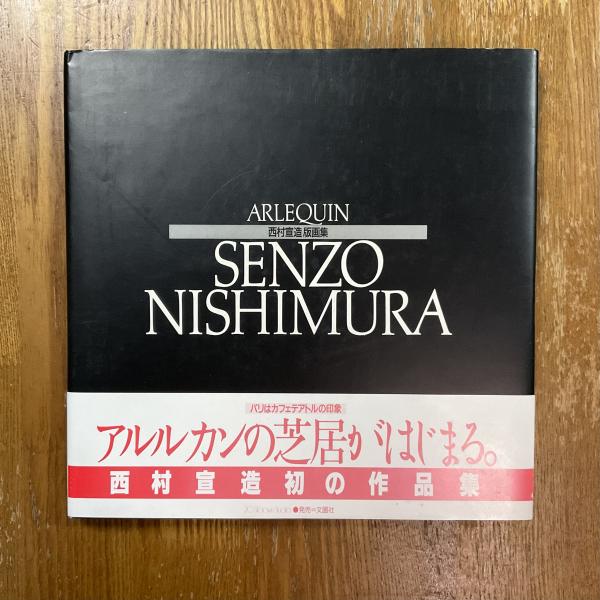 ARLEQUIN
西村宣造版画集
SENZO
NISHIMURA
パリはカフェテアトルの印象
アルルカンの芝居がはじまる。
西村宣造初の作品集
●発売=文園社